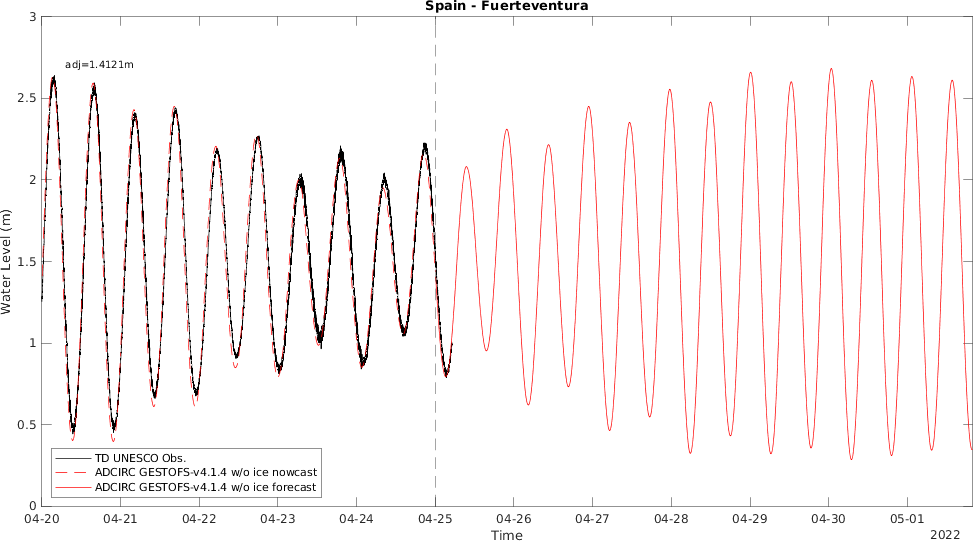 Spain - Fuerteventura
adj=1.4121m
3
2.5
2
1.5
1
0.5
0
Water Level (m)
TD UNESCO Obs.
ADCIRC GESTOFS-v4.1.4 w/o ice nowcast
ADCIRC GESTOFS-v4.1.4 w/o ice forecast
04-20 04-21 04-22 04-23 04-24 04-25 04-26 04-27 04-28 04-29 04-30 05-01
Time
2022